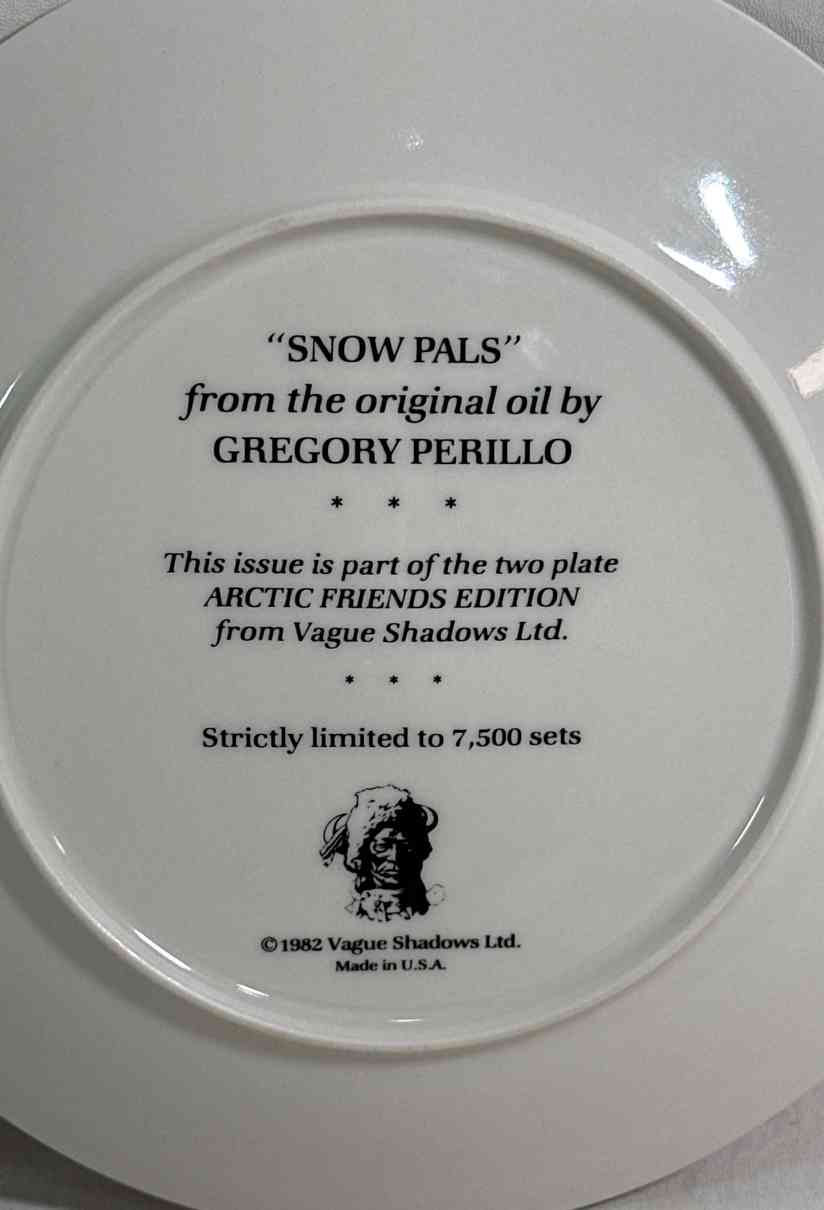 “SNOW PALS”
from the original oil by
GREGORY PERILLO
* * *
This issue is part of the two plate
ARCTIC FRIENDS EDITION
from Vague Shadows Ltd.
* * *
Strictly limited to 7,500 sets
©1982 Vague Shadows Ltd.
Made in U.S.A.